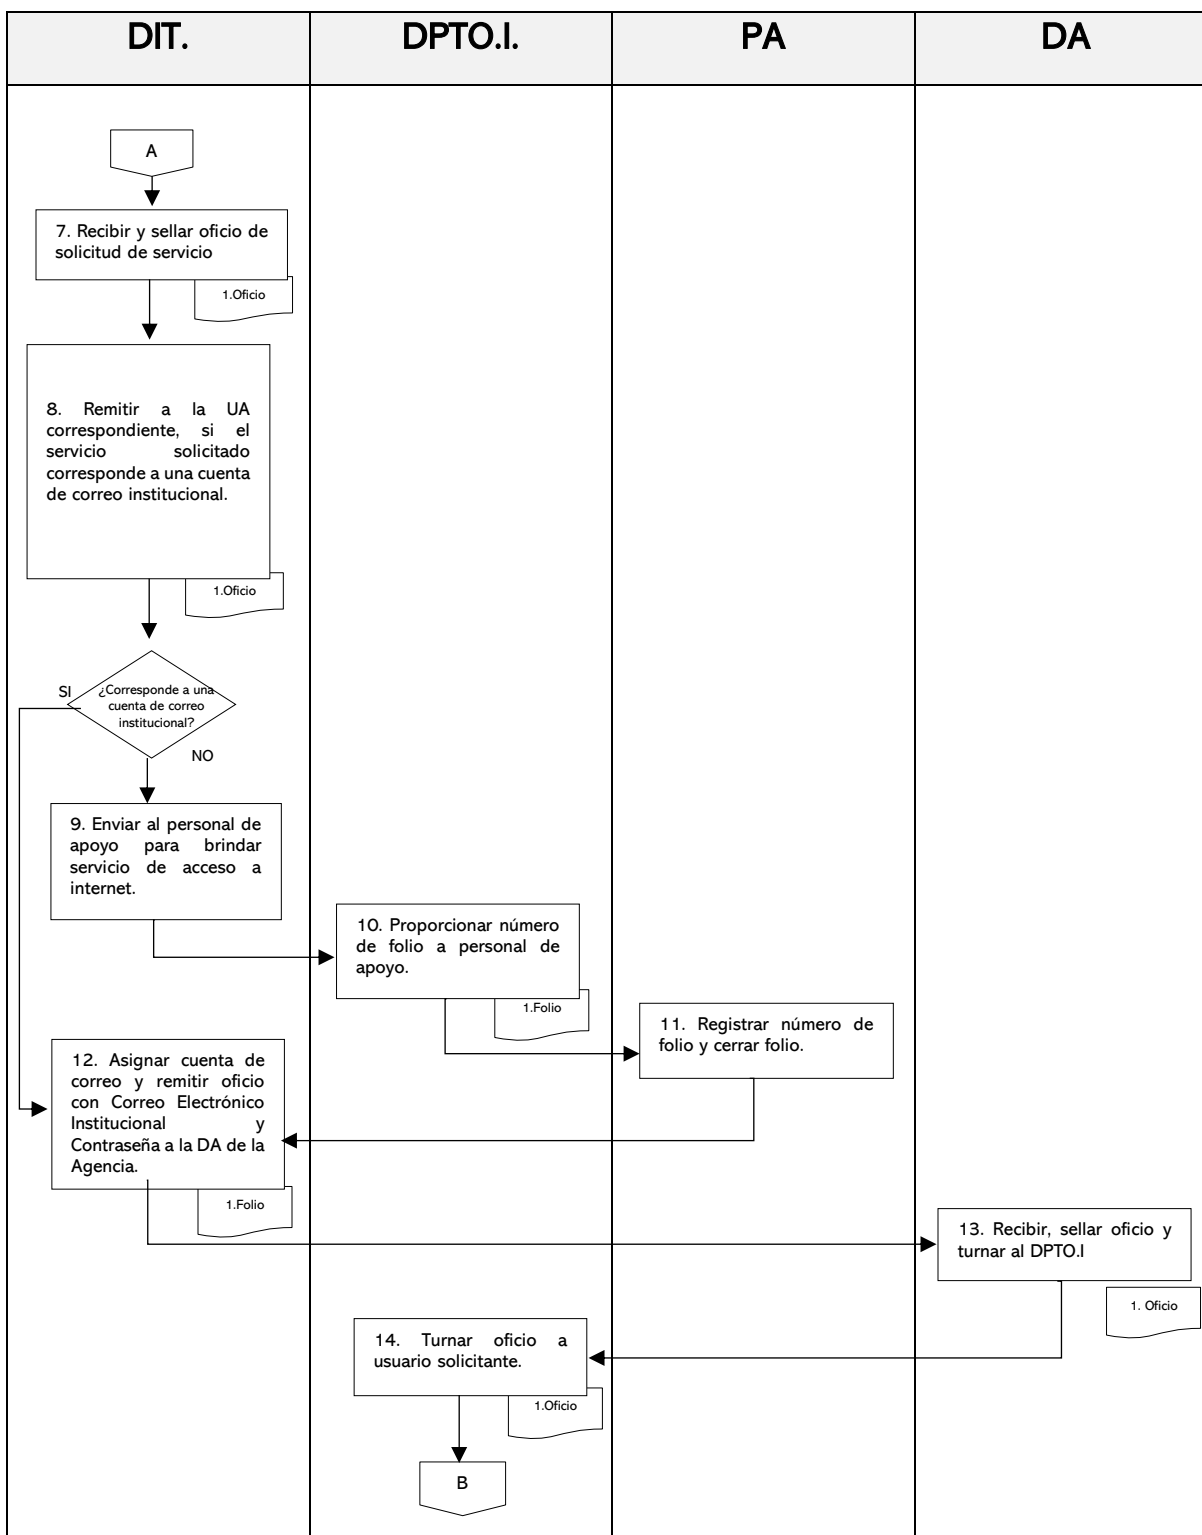 DIT.
DPTO.I.
PA
DA
A
7. Recibir y sellar oficio de
solicitud de servicio
1.Oficio
8. Remitir a la UA
correspondiente, si el
servicio solicitado
corresponde a una cuenta
de correo institucional.
1.Oficio
SI
¿Corresponde a una
cuenta de correo
institucional?
NO
9. Enviar al personal de
apoyo para brindar
servicio de acceso a
internet.
10. Proporcionar número
de folio a personal de
apoyo.
1.Folio
11. Registrar número de
folio y cerrar folio.
12. Asignar cuenta de
correo y remitir oficio
con Correo Electrónico
Institucional y
Contraseña a la DA de la
Agencia.
1.Folio
13. Recibir, sellar oficio y
turnar al DPTO.I
1. Oficio
14. Turnar oficio a
usuario solicitante.
1.Oficio
B